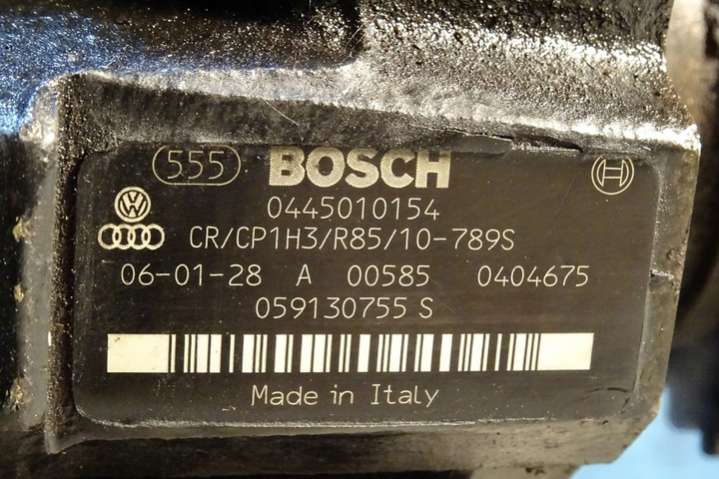 555 BOSCH
0445010154
CR/CP1H3/R85/10-789S
06-01-28 A 00585 0404675
059130755 S
Made in Italy